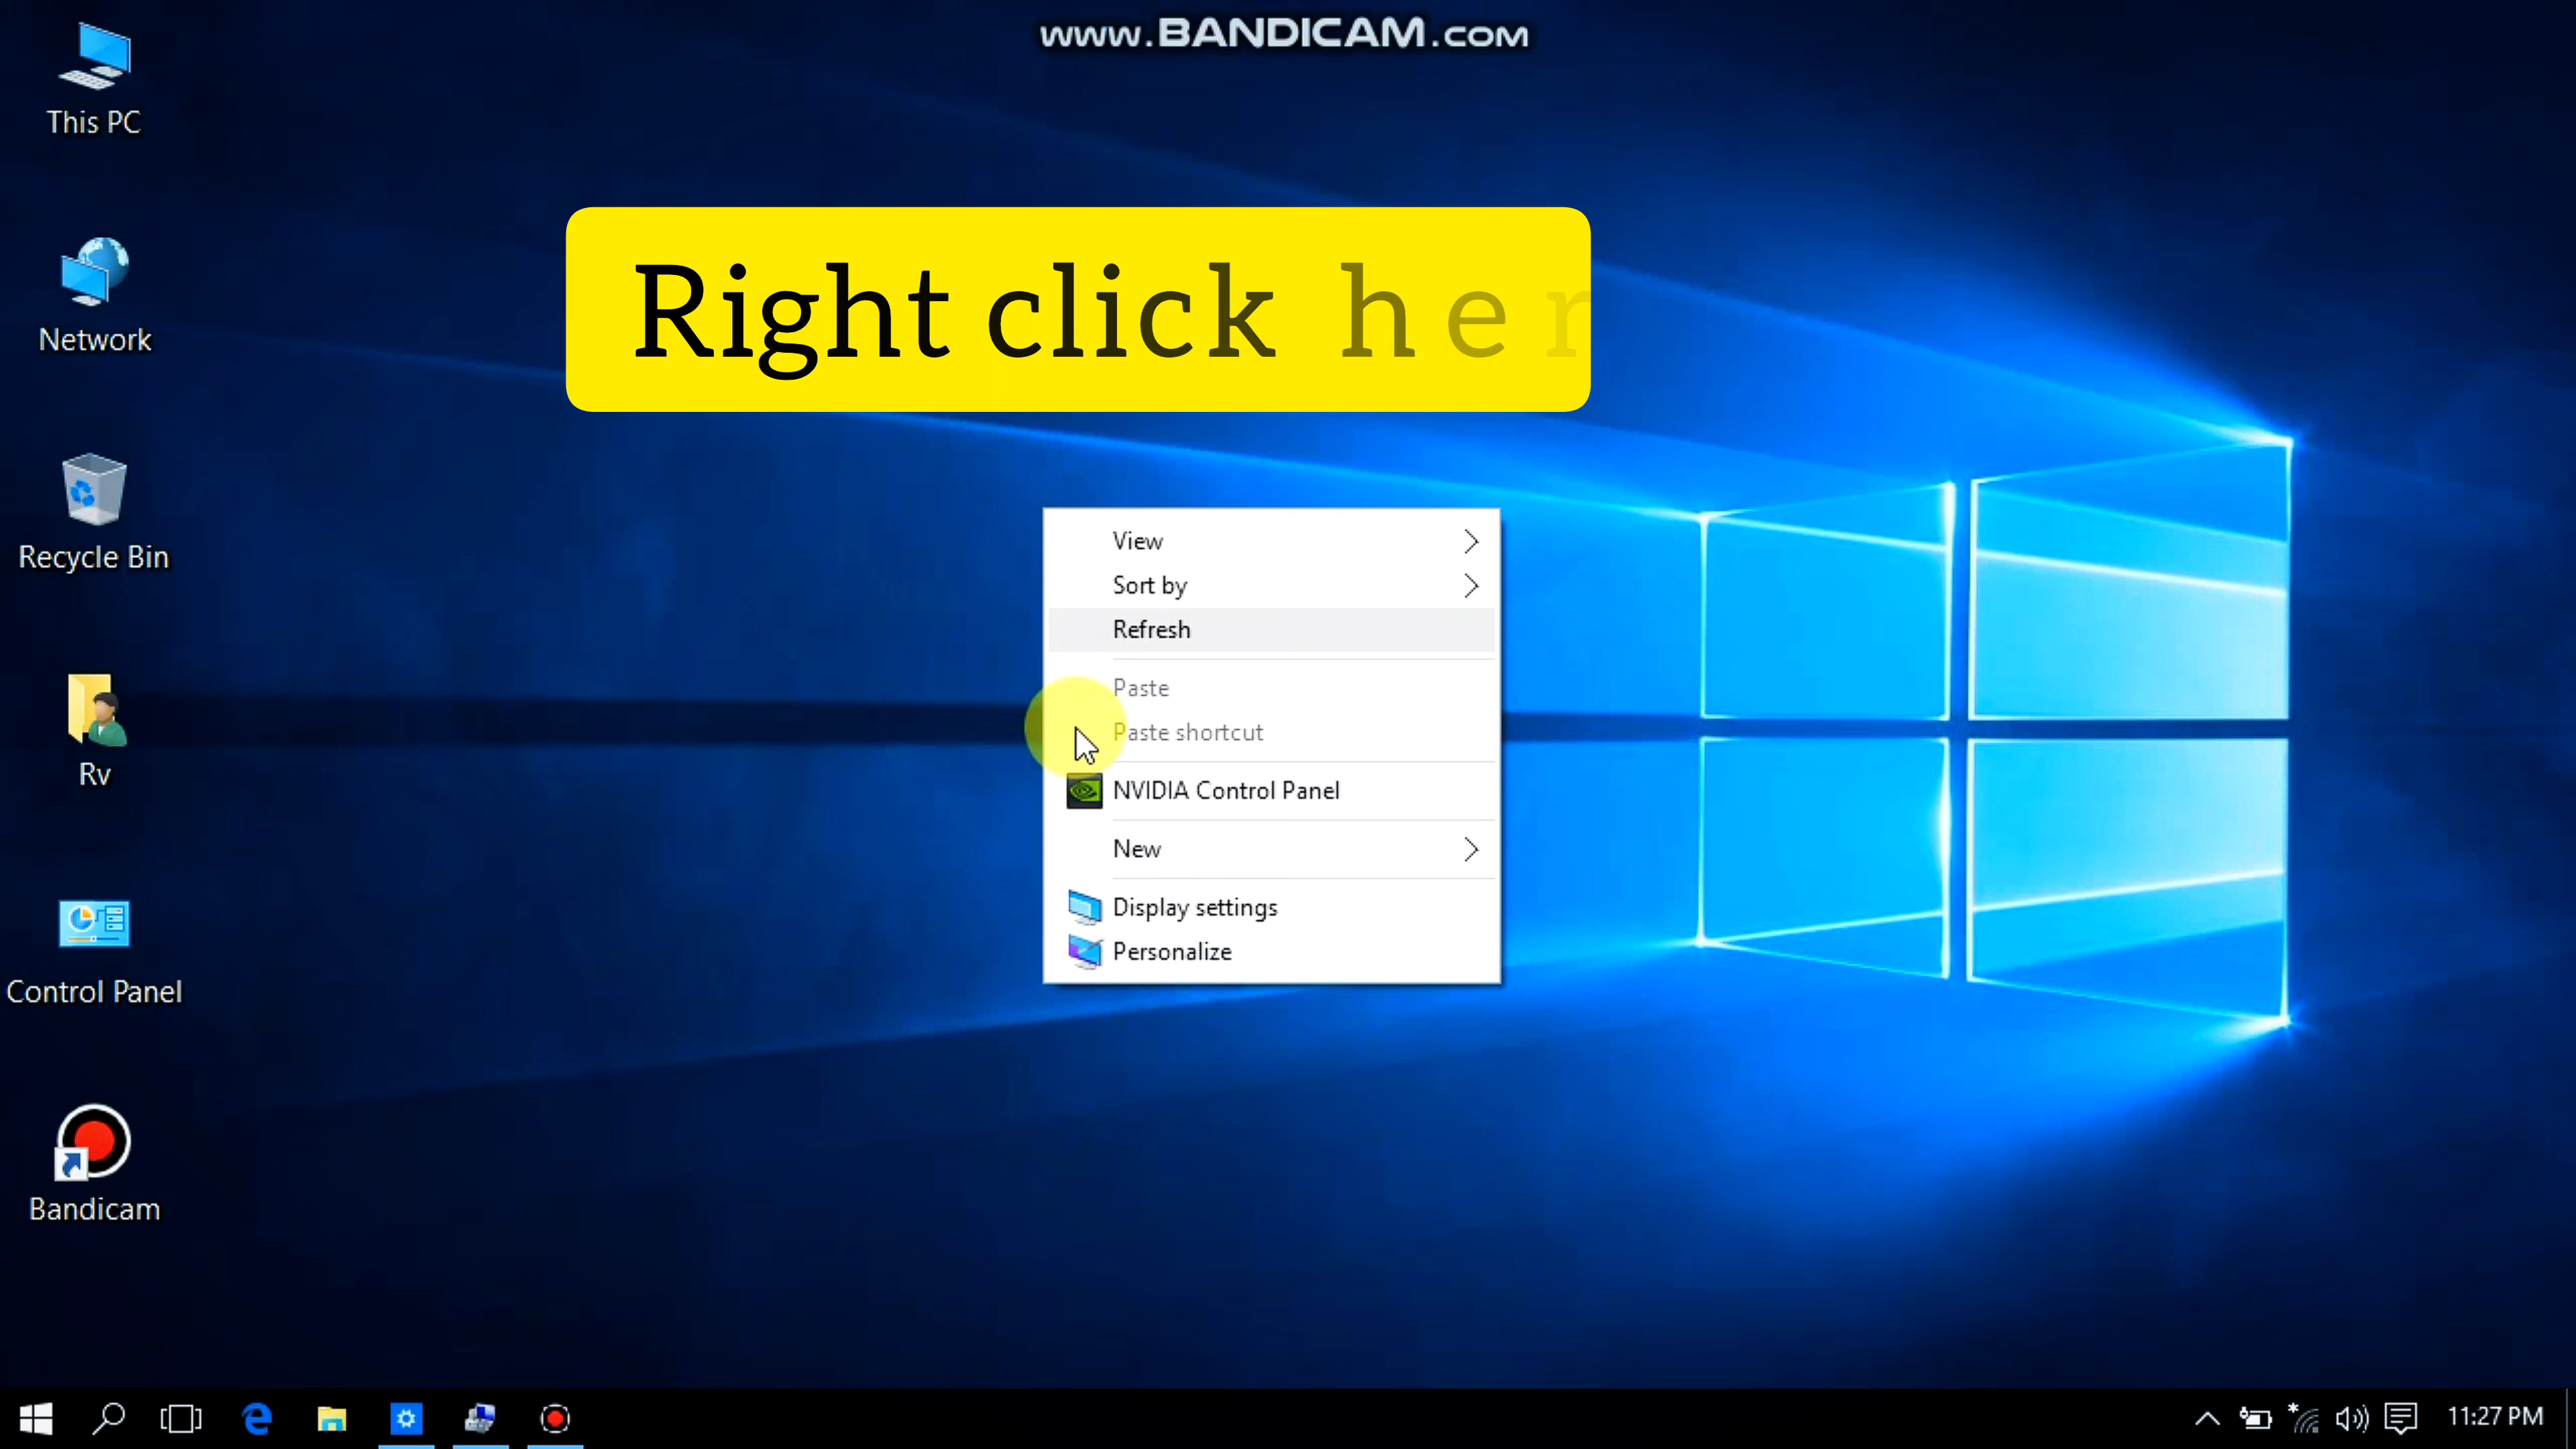 www.BANDICAM.com
This PC
Network
Recycle Bin
Rv
Control Panel
Bandicam
Right click her
View
Sort by
Refresh
Paste
Paste shortcut
NVIDIA Control Panel
New
Display settings
Personalize
11:27 PM